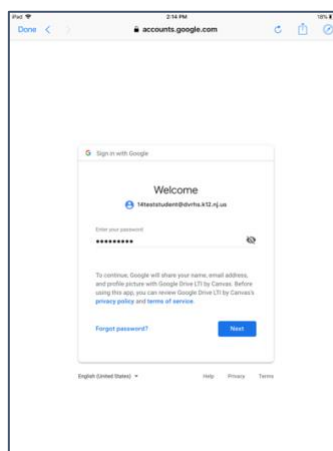 iPad 2:14 PM 18%
Done accounts.google.com
Sign in with Google
Welcome
14teststudent@dvrhs.k12.nj.us
Enter your password
•••••••••
To continue, Google will share your name, email address,
and profile picture with Google Drive LTI by Canvas. Before
using this app, you can review Google Drive LTI by Canvas's
privacy policy and terms of service.
Forgot password? Next
English (United States) Help Privacy Terms